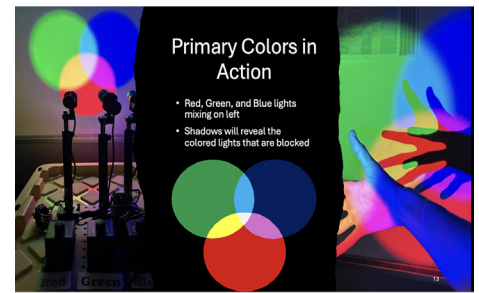 Primary Colors in
Action
• Red, Green, and Blue lights
mixing on left
• Shadows will reveal the
colored lights that are blocked
Red Green Blu
13